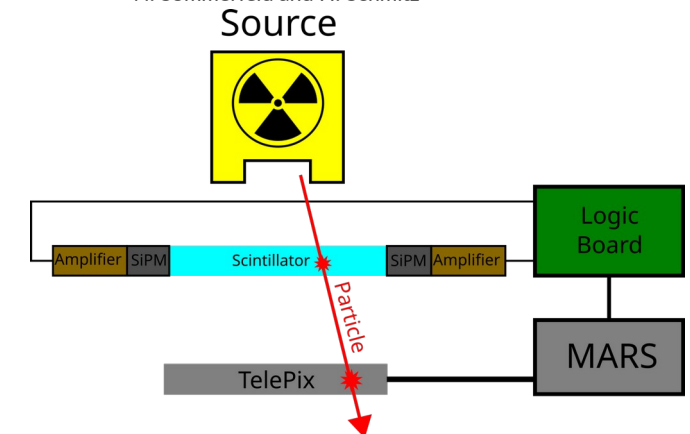 Source
Logic
Board
Amplifier SiPM Scintillator SiPM Amplifier
Particle
MARS
TelePix